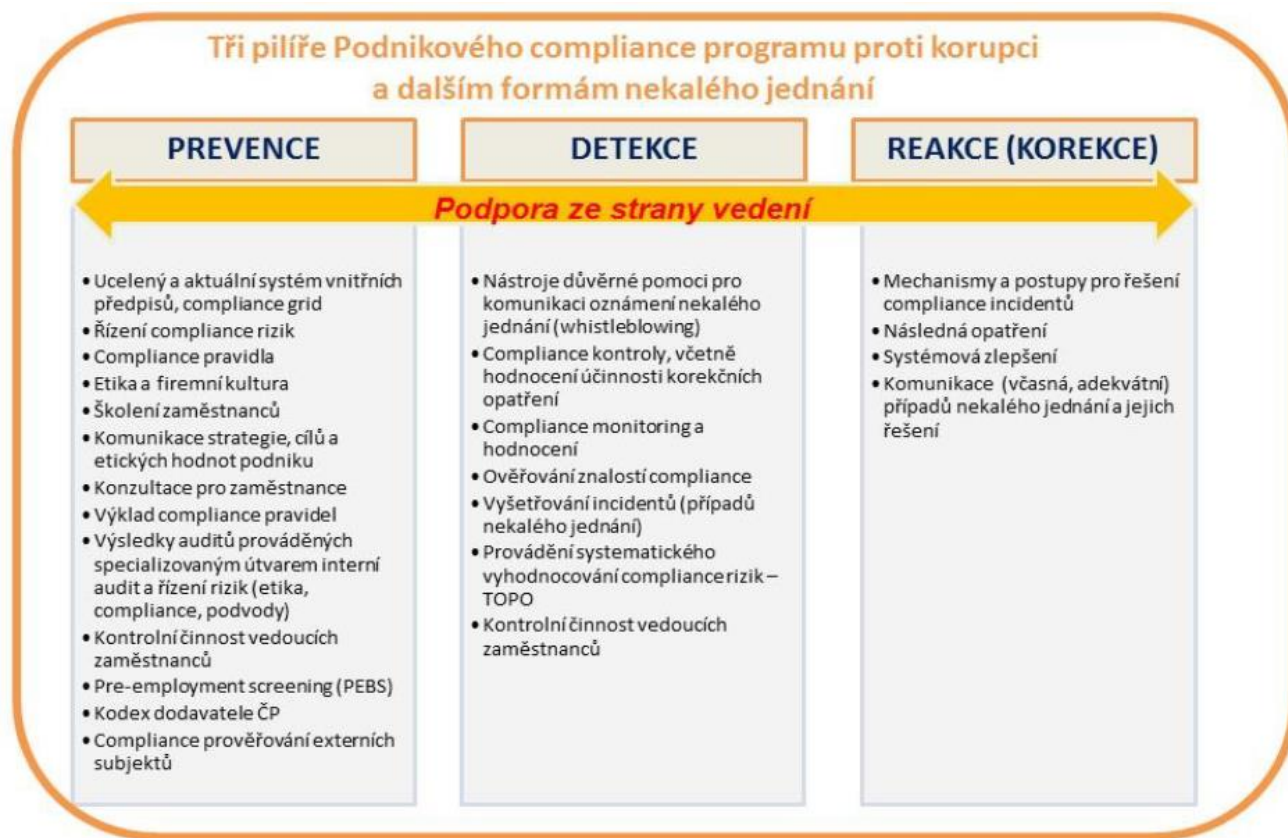 Tři pilíře Podnikového compliance programu proti korupci
a dalším formám nekalého jednání
PREVENCE
DETEKCE
REAKCE (KOREKCE)
Podpora ze strany vedení
• Ucelený a aktuální systém vnitřních
předpisů, compliance grid
• Řízení compliance rizik
• Compliance pravidla
• Etika a firemní kultura
• Školení zaměstnanců
• Komunikace strategie, cílů a
etických hodnot podniku
• Konzultace pro zaměstnance
• Výklad compliance pravidel
• Výsledky auditů prováděných
specializovaným útvarem interní
audit a řízení rizik (etika,
compliance, podvody)
• Kontrolní činnost vedoucích
zaměstnanců
• Pre-employment screening (PEBS)
• Kodex dodavatele ČP
• Compliance prověřování externích
subjektů
• Nástroje důvěrné pomoci pro
komunikaci oznámení nekalého
jednání (whistleblowing)
• Compliance kontroly, včetně
hodnocení účinnosti korekčních
opatření
• Compliance monitoring a
hodnocení
• Ověřování znalostí compliance
• Vyšetřování incidentů (případů
nekalého jednání)
• Provádění systematického
vyhodnocování compliance rizik –
TOPO
• Kontrolní činnost vedoucích
zaměstnanců
• Mechanismy a postupy pro řešení
compliance incidentů
• Následná opatření
• Systémová zlepšení
• Komunikace (včasná, adekvátní)
případů nekalého jednání a jejich
řešení